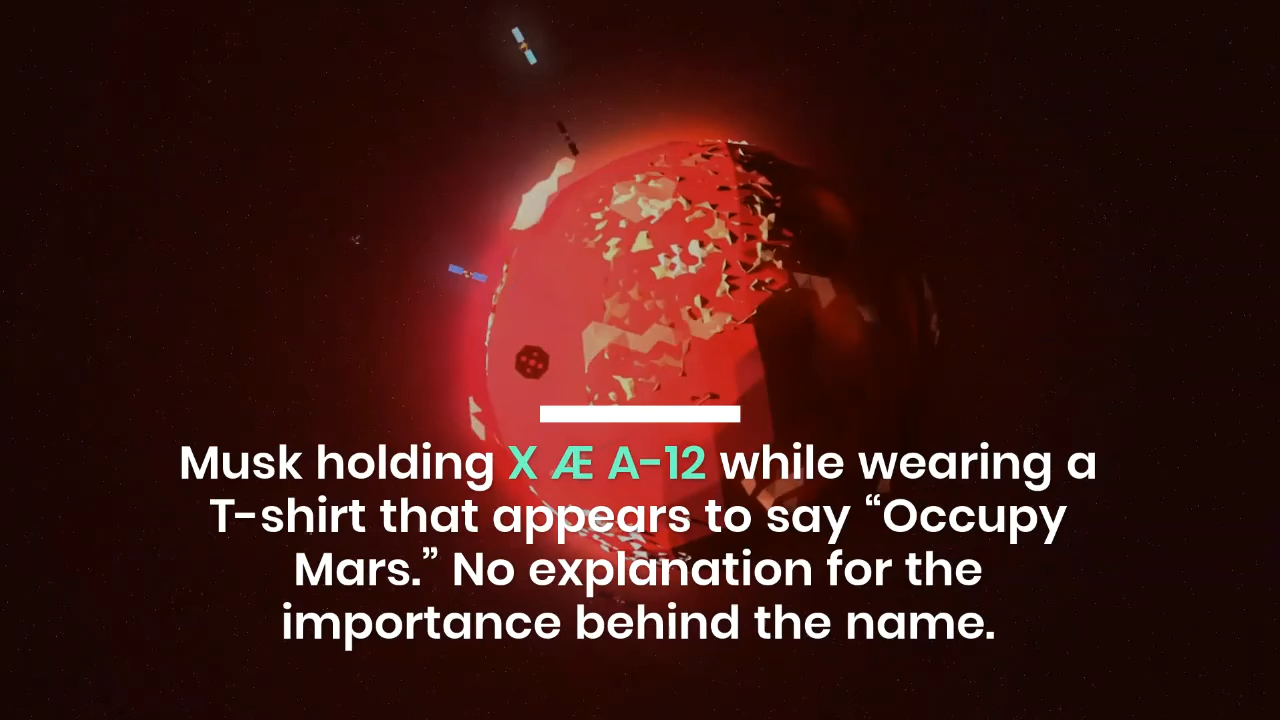 Musk holding X Æ A-12 while wearing a
T-shirt that appears to say “Occupy
Mars.” No explanation for the
importance behind the name.